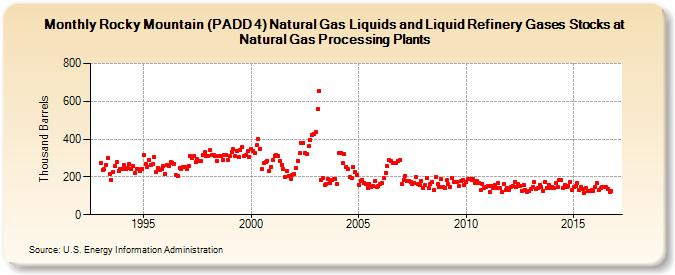 Monthly Rocky Mountain (PADD 4) Natural Gas Liquids and Liquid Refinery Gases Stocks at
Natural Gas Processing Plants
Thousand Barrels
800
600
400
200
0
1995
2000
2005
2010
2015
Source: U.S. Energy Information Administration